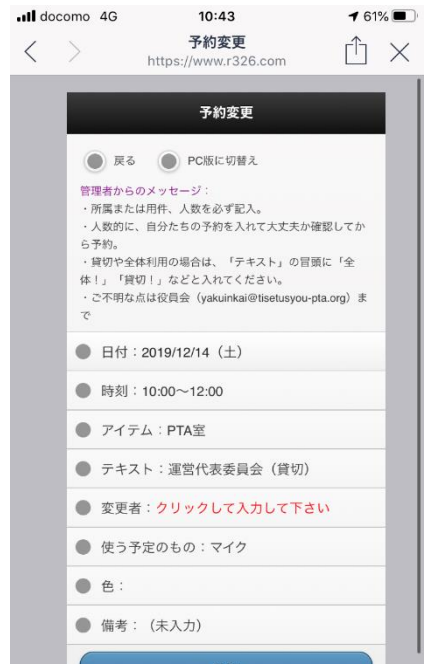 docomo 4G 10:43 61%
予約変更
https://www.r326.com
予約変更
戻る PC版に切替え
管理者からのメッセージ：
・所属または用件、人数を必ず記入。
・人数的に、自分たちの予約を入れて大丈夫か確認してか
ら予約。
・貸切や全体利用の場合は、「テキスト」の冒頭に「全
体！」「貸切！」などと入れてください。
・ご不明な点は役員会（yakuinkai@tisetusyou-pta.org）ま
で
日付：2019/12/14（土）
時刻：10:00〜12:00
アイテム：PTA室
テキスト：運営代表委員会（貸切）
変更者：クリックして入力して下さい
使う予定のもの：マイク
色：
備考：（未入力）